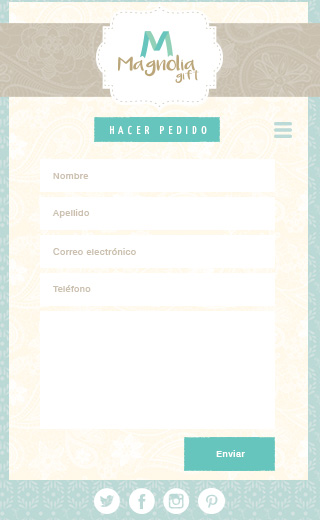 M
Magnolia
gift
HACER PEDIDO
Nombre
Apellido
Correo electrónico
Teléfono
Enviar